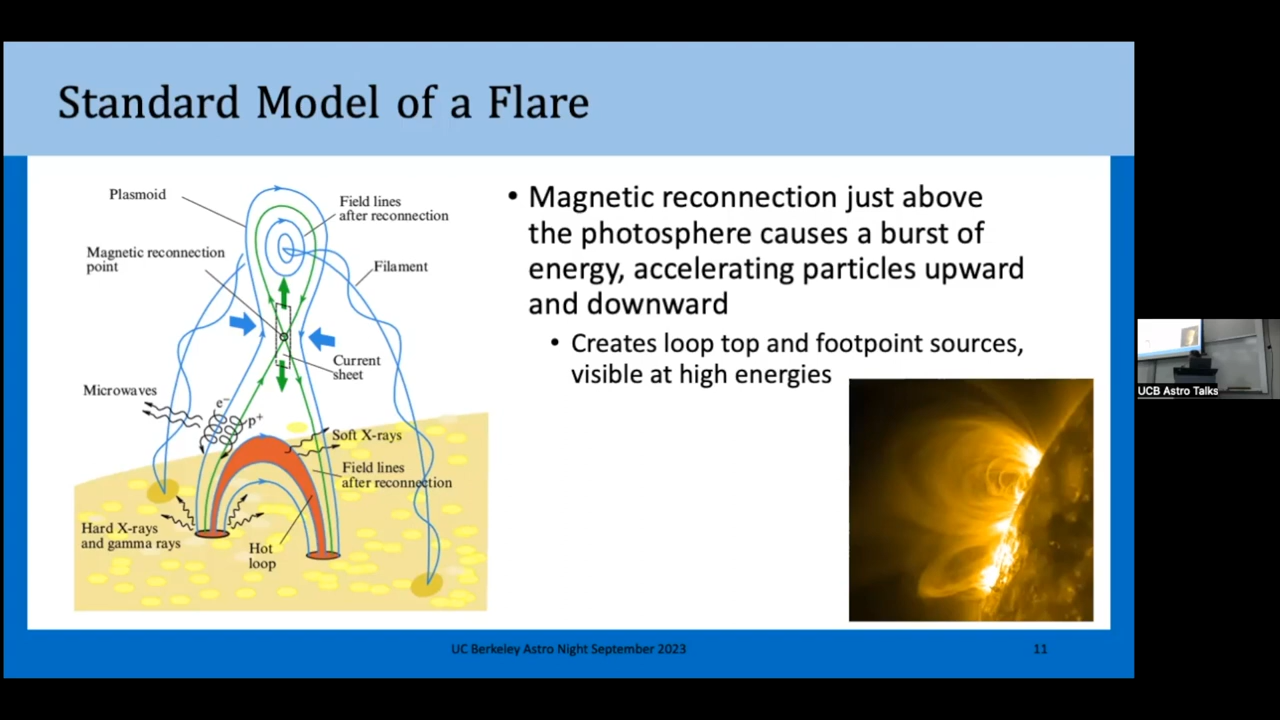 Standard Model of a Flare
Plasmoid
Field lines
after reconnection
Magnetic reconnection
point
Filament
Current
sheet
Microwaves
e⁻
p⁺
Soft X-rays
Field lines
after reconnection
Hard X-rays
and gamma rays
Hot
loop
• Magnetic reconnection just above
the photosphere causes a burst of
energy, accelerating particles upward
and downward
• Creates loop top and footpoint sources,
visible at high energies
UCB Astro Talks
UC Berkeley Astro Night September 2023
11